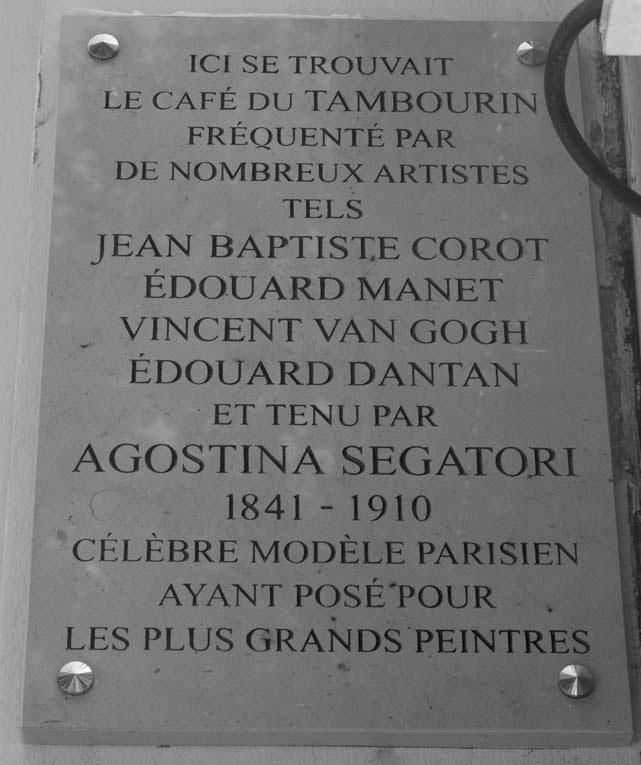 ICI SE TROUVAIT
LE CAFÉ DU TAMBOURIN
FRÉQUENTÉ PAR
DE NOMBREUX ARTISTES
TELS
JEAN BAPTISTE COROT
ÉDOUARD MANET
VINCENT VAN GOGH
ÉDOUARD DANTAN
ET TENU PAR
AGOSTINA SEGATORI
1841 - 1910
CÉLÈBRE MODÈLE PARISIEN
AYANT POSÉ POUR
LES PLUS GRANDS PEINTRES